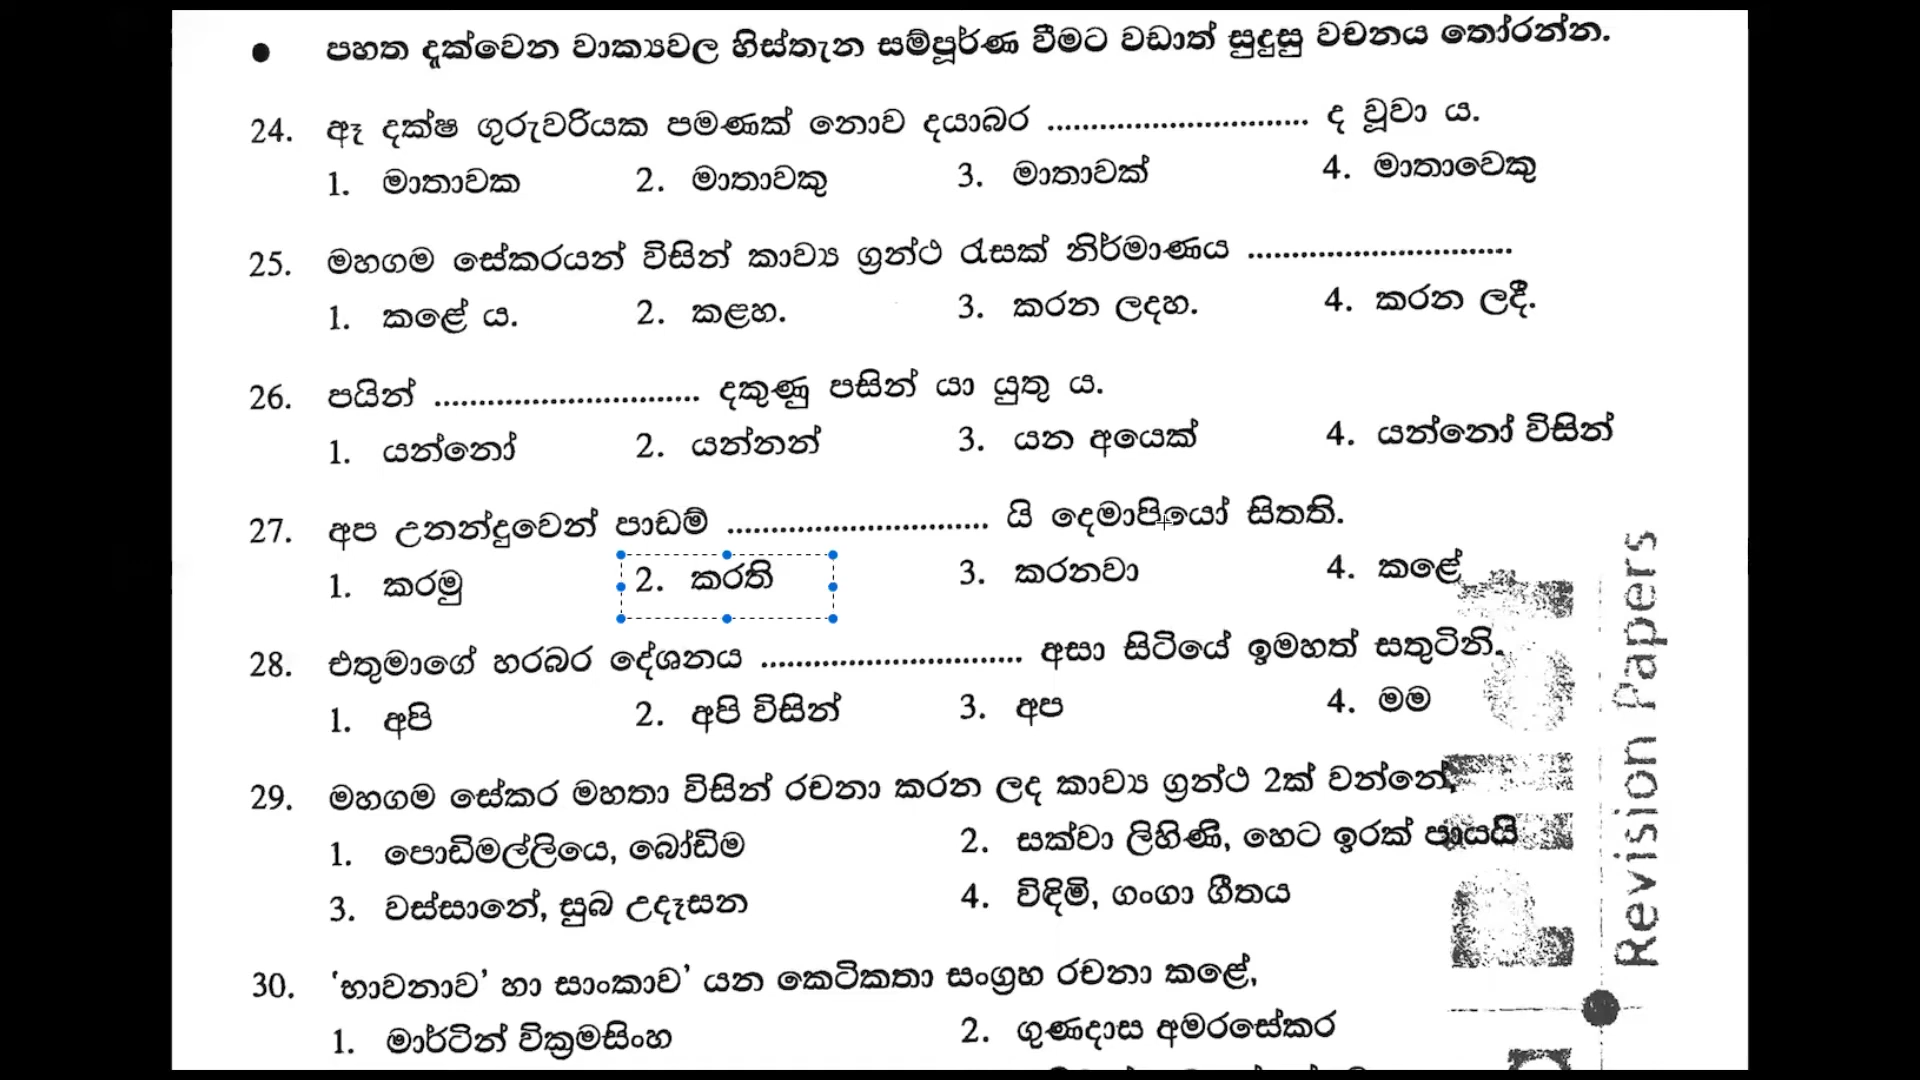 ● පහත දැක්වෙන වාක්‍යවල හිස්තැන සම්පූර්ණ වීමට වඩාත් සුදුසු වචනය තෝරන්න.
24. ඈ දක්ෂ ගුරුවරියක පමණක් නොව දයාබර .............................. ද වූවා ය.
1. මාතාවක 2. මාතාවකු 3. මාතාවක් 4. මාතාවෙකු
25. මහගම සේකරයන් විසින් කාව්‍ය ග්‍රන්ථ රැසක් නිර්මාණය ..............................
1. කළේ ය. 2. කළහ. 3. කරන ලදහ. 4. කරන ලදී.
26. පයින් .............................. දකුණු පසින් යා යුතු ය.
1. යන්නෝ 2. යන්නන් 3. යන අයෙක් 4. යන්නෝ විසින්
27. අප උනන්දුවෙන් පාඩම් .............................. යි දෙමාපියෝ සිතති.
1. කරමු 2. කරති 3. කරනවා 4. කළේ
28. එතුමාගේ හරබර දේශනය .............................. අසා සිටියේ ඉමහත් සතුටිනි.
1. අපි 2. අපි විසින් 3. අප 4. මම
29. මහගම සේකර මහතා විසින් රචනා කරන ලද කාව්‍ය ග්‍රන්ථ 2ක් වන්නේ,
1. පොඩිමල්ලියෙ, බෝඩිම 2. සක්වා ලිහිණි, හෙට ඉරක් පායයි
3. වස්සානේ, සුබ උදෑසන 4. විඳිමි, ගංගා ගීතය
30. ‘භාවනාව’ හා සාංකාව’ යන කෙටිකතා සංග්‍රහ රචනා කළේ,
1. මාර්ටින් වික්‍රමසිංහ 2. ගුණදාස අමරසේකර
Revision Papers